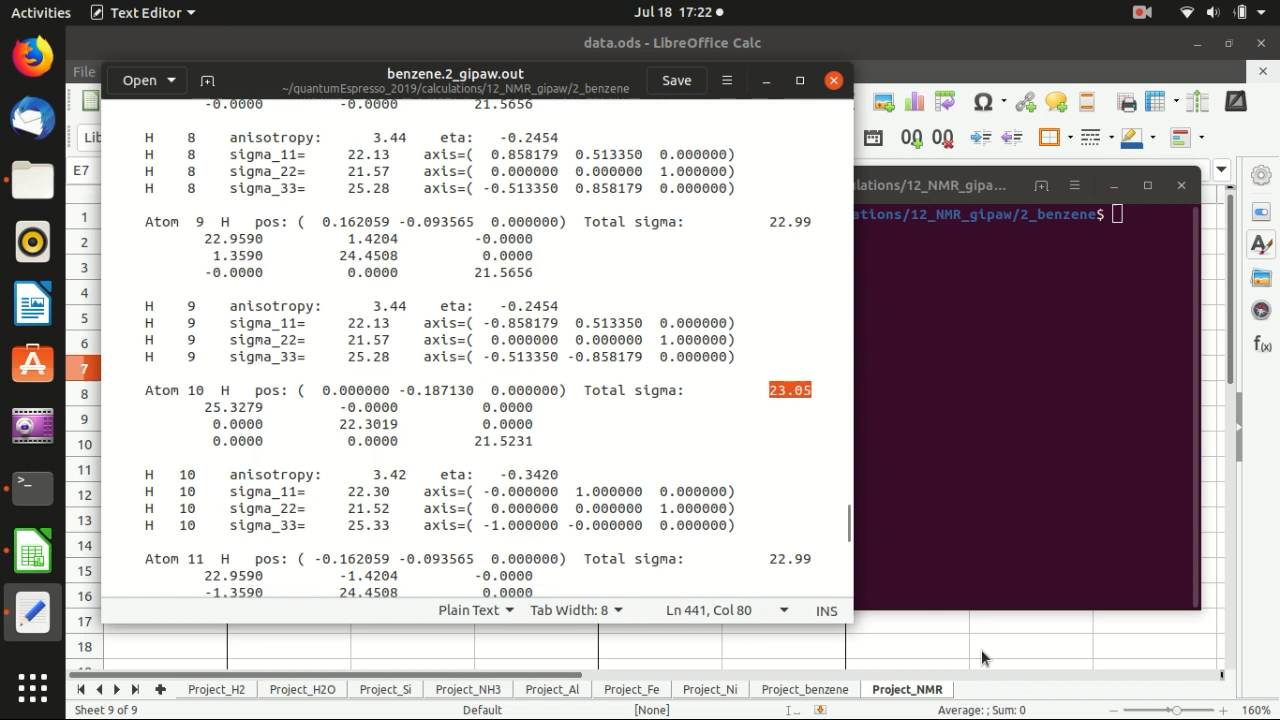 Activities Text Editor Jul 18 17:22
data.ods - LibreOffice Calc
File
Open benzene.2_gipaw.out Save
~/quantumEspresso_2019/calculations/12_NMR_gipaw/2_benzene
-0.0000 -0.0000 21.5656
H 8 anisotropy: 3.44 eta: -0.2454
H 8 sigma_11= 22.13 axis=( 0.858179 0.513350 0.000000)
H 8 sigma_22= 21.57 axis=( 0.000000 0.000000 1.000000)
H 8 sigma_33= 25.28 axis=( -0.513350 0.858179 0.000000)
Atom 9 H pos: ( 0.162059 -0.093565 0.000000) Total sigma: 22.99
22.9590 1.4204 -0.0000
1.3590 24.4508 0.0000
-0.0000 0.0000 21.5656
H 9 anisotropy: 3.44 eta: -0.2454
H 9 sigma_11= 22.13 axis=( -0.858179 0.513350 0.000000)
H 9 sigma_22= 21.57 axis=( 0.000000 0.000000 1.000000)
H 9 sigma_33= 25.28 axis=( -0.513350 -0.858179 0.000000)
Atom 10 H pos: ( 0.000000 -0.187130 0.000000) Total sigma: 23.05
25.3279 -0.0000 0.0000
0.0000 22.3019 0.0000
0.0000 0.0000 21.5231
H 10 anisotropy: 3.42 eta: -0.3420
H 10 sigma_11= 22.30 axis=( -0.000000 1.000000 0.000000)
H 10 sigma_22= 21.52 axis=( 0.000000 0.000000 1.000000)
H 10 sigma_33= 25.33 axis=( -1.000000 -0.000000 0.000000)
Atom 11 H pos: ( -0.162059 -0.093565 0.000000) Total sigma: 22.99
22.9590 -1.4204 -0.0000
-1.3590 24.4508 0.0000
Plain Text Tab Width: 8 Ln 441, Col 80 INS
Lib
E7
1
2
3
4
5
6
7
8
9
10
11
12
13
14
15
16
17
18
lations/12_NMR_gipa...
ations/12_NMR_gipaw/2_benzene$
Project_H2 Project_H2O Project_Si Project_NH3 Project_Al Project_Fe Project_Ni Project_benzene Project_NMR
Sheet 9 of 9 Default [None] Average: ; Sum: 0 160%